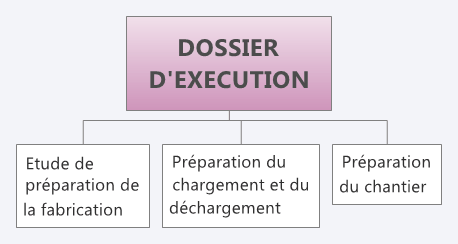 DOSSIER
D'EXECUTION
Etude de
préparation de
la fabrication
Préparation du
chargement et du
déchargement
Préparation
du chantier